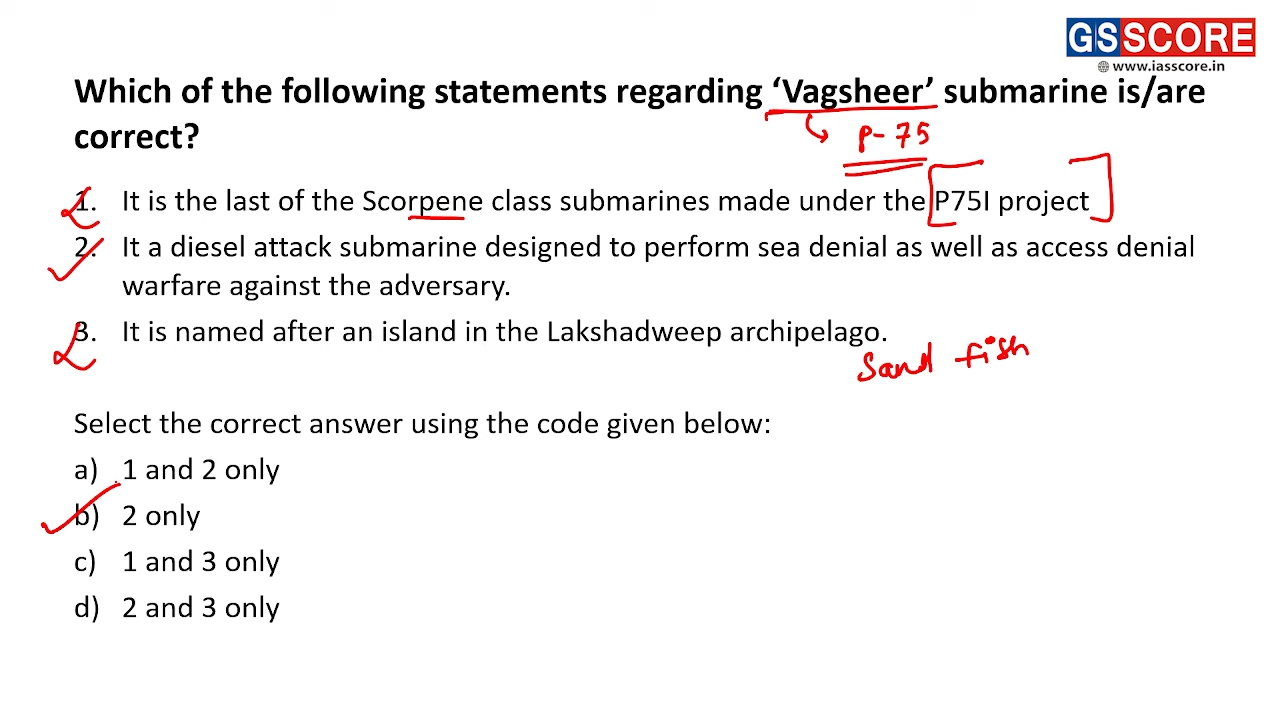 GSSCORE
www.iasscore.in
Which of the following statements regarding ‘Vagsheer’ submarine is/are
correct?
P-75
1. It is the last of the Scorpene class submarines made under the P75I project
2. It a diesel attack submarine designed to perform sea denial as well as access denial
warfare against the adversary.
3. It is named after an island in the Lakshadweep archipelago.
Sand fish
Select the correct answer using the code given below:
a) 1 and 2 only
b) 2 only
c) 1 and 3 only
d) 2 and 3 only